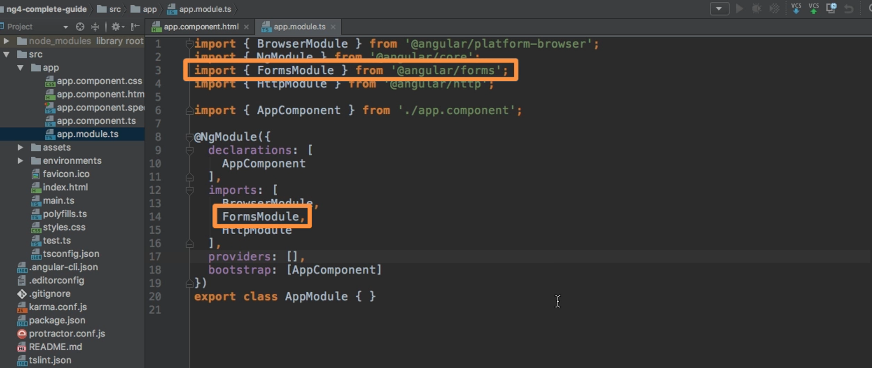 ng4-complete-guide src app app.module.ts
Project
app.component.html
app.module.ts
node_modules library root
src
app
app.component.css
app.component.htm
app.component.spe
app.component.ts
app.module.ts
assets
environments
favicon.ico
index.html
main.ts
polyfills.ts
styles.css
test.ts
tsconfig.json
.angular-cli.json
.editorconfig
.gitignore
karma.conf.js
package.json
protractor.conf.js
README.md
tslint.json
VCS VCS
1 import { BrowserModule } from '@angular/platform-browser';
2 import { NgModule } from '@angular/core';
3 import { FormsModule } from '@angular/forms';
4 import { HttpModule } from '@angular/http';
5
6 import { AppComponent } from './app.component';
7
8 @NgModule({
9 declarations: [
10 AppComponent
11 ],
12 imports: [
13 BrowserModule,
14 FormsModule,
15 HttpModule
16 ],
17 providers: [],
18 bootstrap: [AppComponent]
19 })
20 export class AppModule { }
21